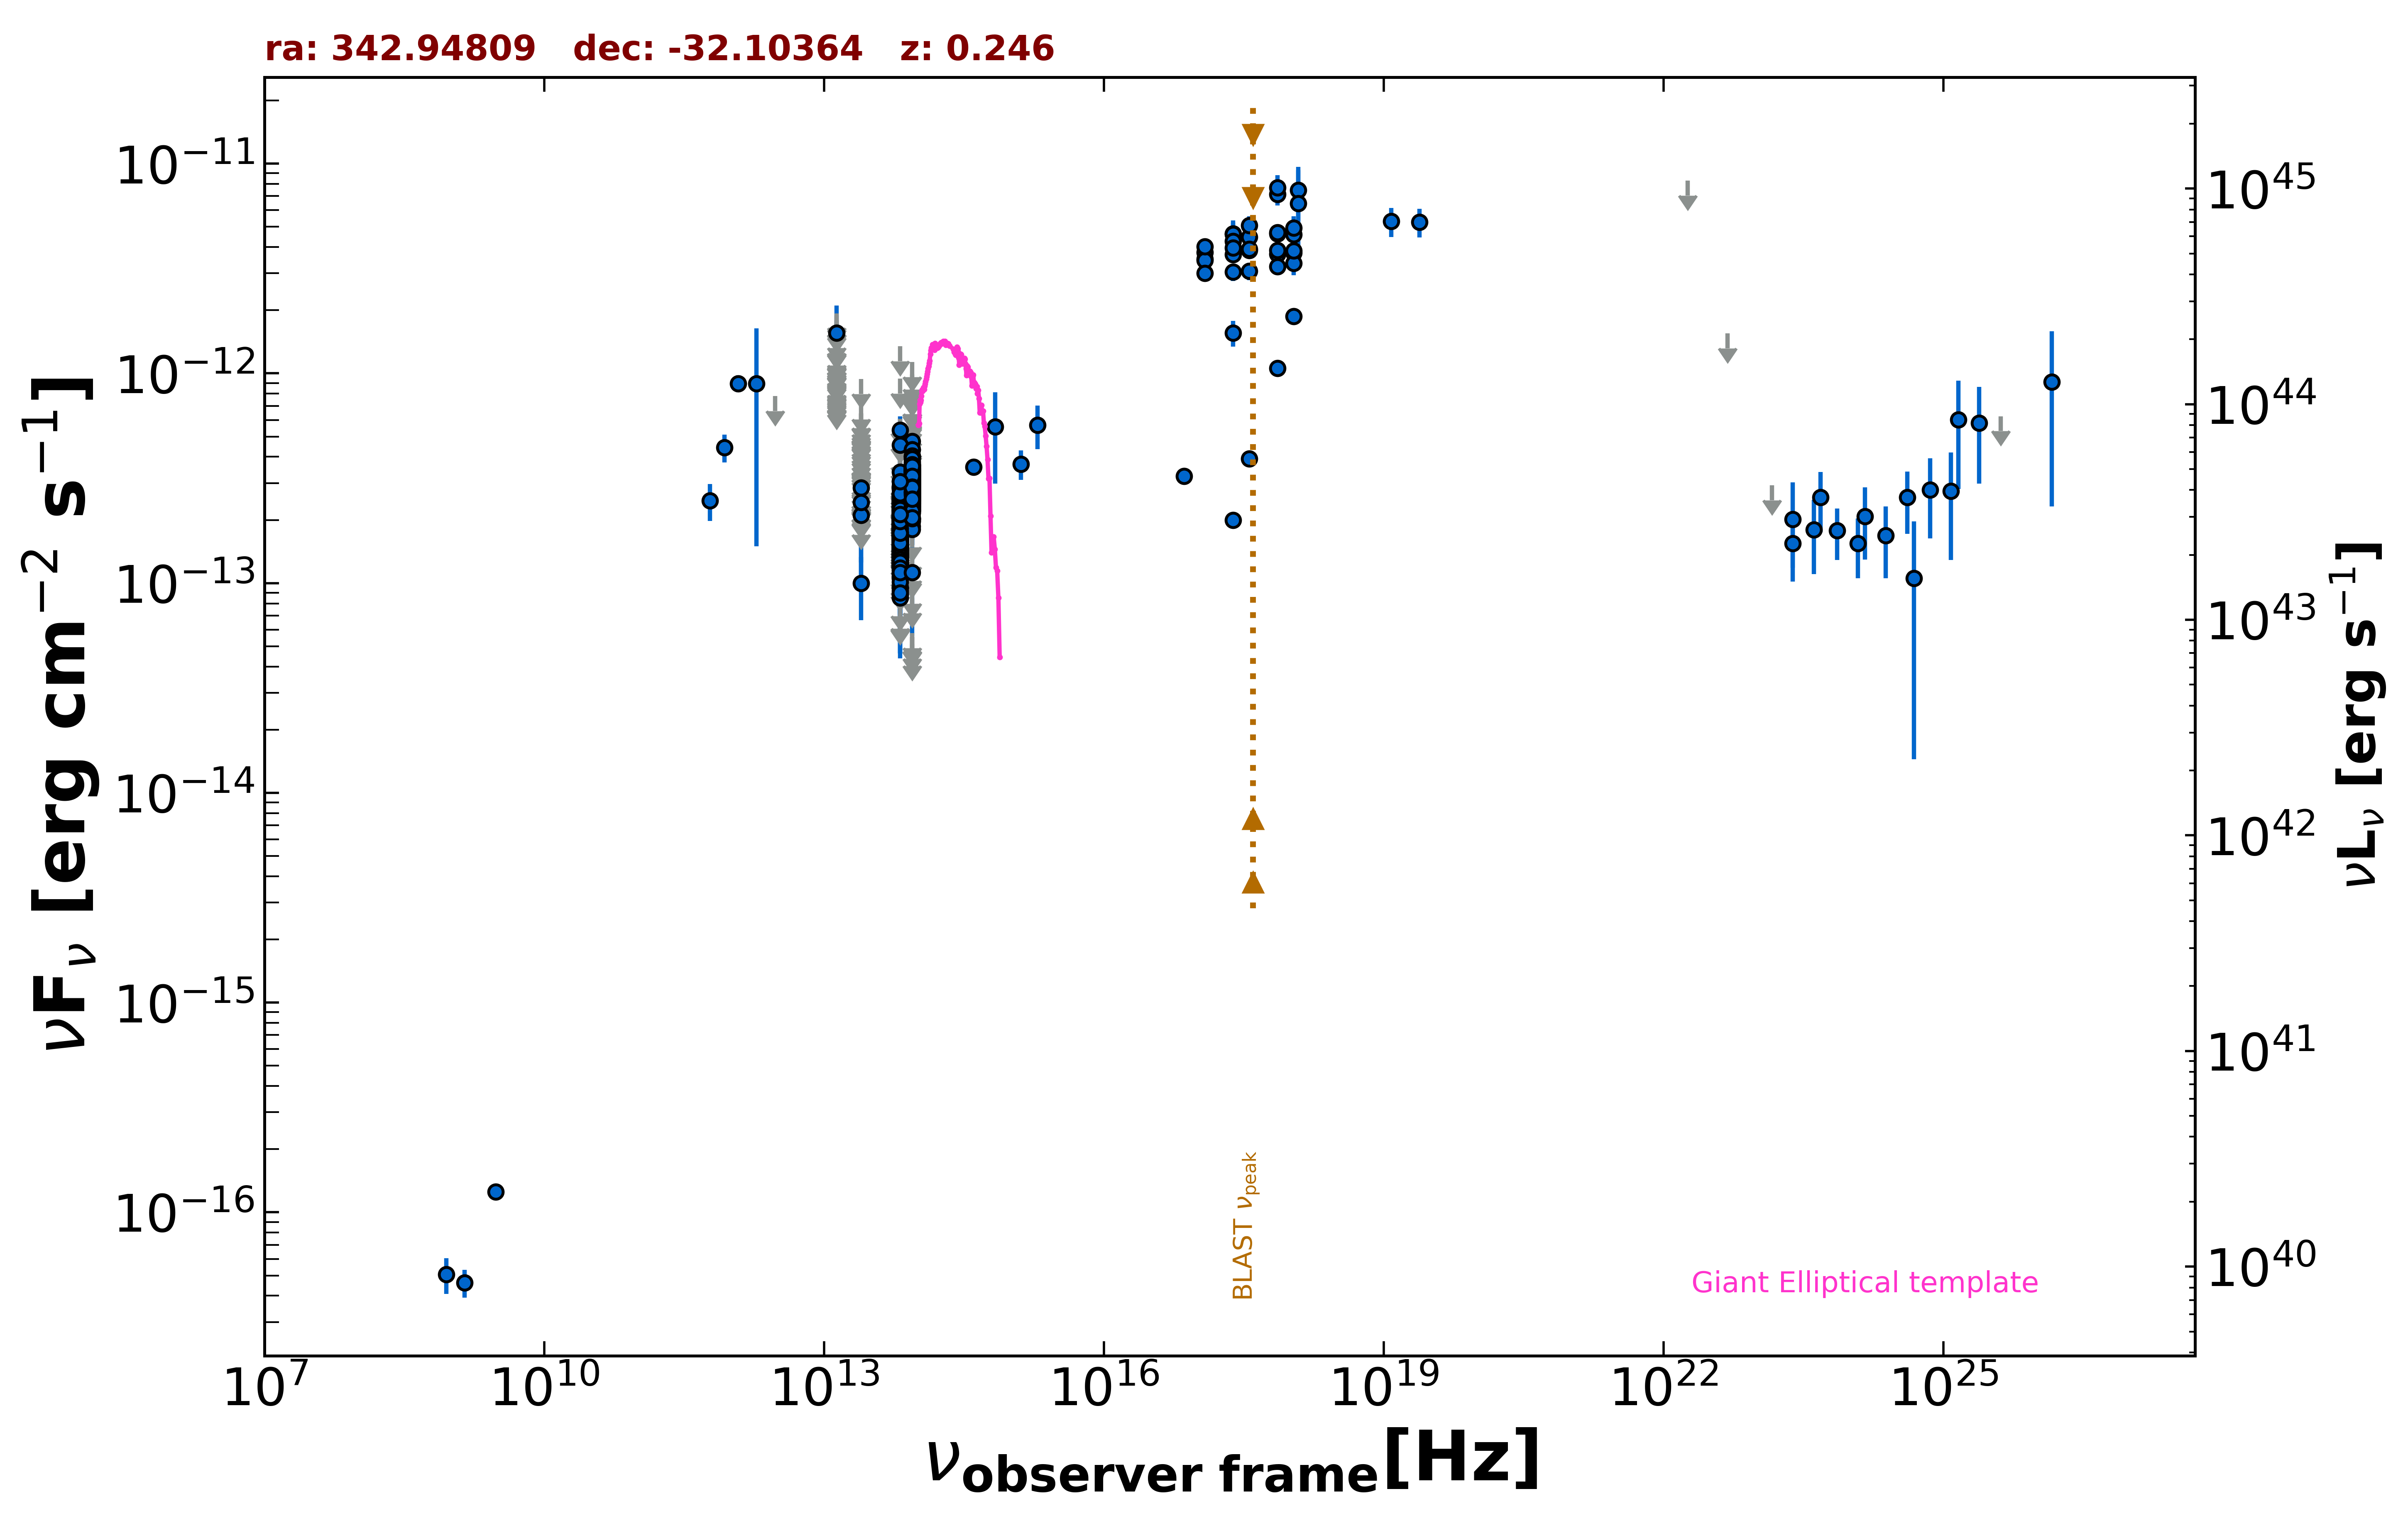 ra: 342.94809 dec: -32.10364 z: 0.246
νF_ν [erg cm^−2 s^−1]
10^−11
10^−12
10^−13
10^−14
10^−15
10^−16
10^45
10^44
10^43
10^42
10^41
10^40
νL_ν [erg s^−1]
BLAST ν_peak
Giant Elliptical template
10^7 10^10 10^13 10^16 10^19 10^22 10^25
ν_observer frame [Hz]